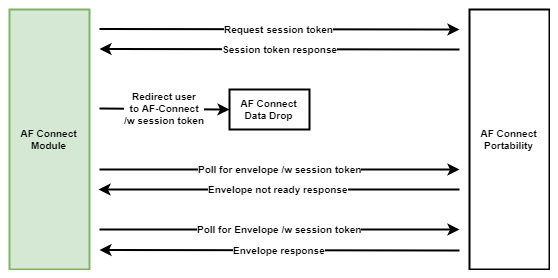 Request session token
Session token response
Redirect user
to AF-Connect
/w session token
AF Connect
Data Drop
AF Connect
Module
AF Connect
Portability
Poll for envelope /w session token
Envelope not ready response
Poll for Envelope /w session token
Envelope response